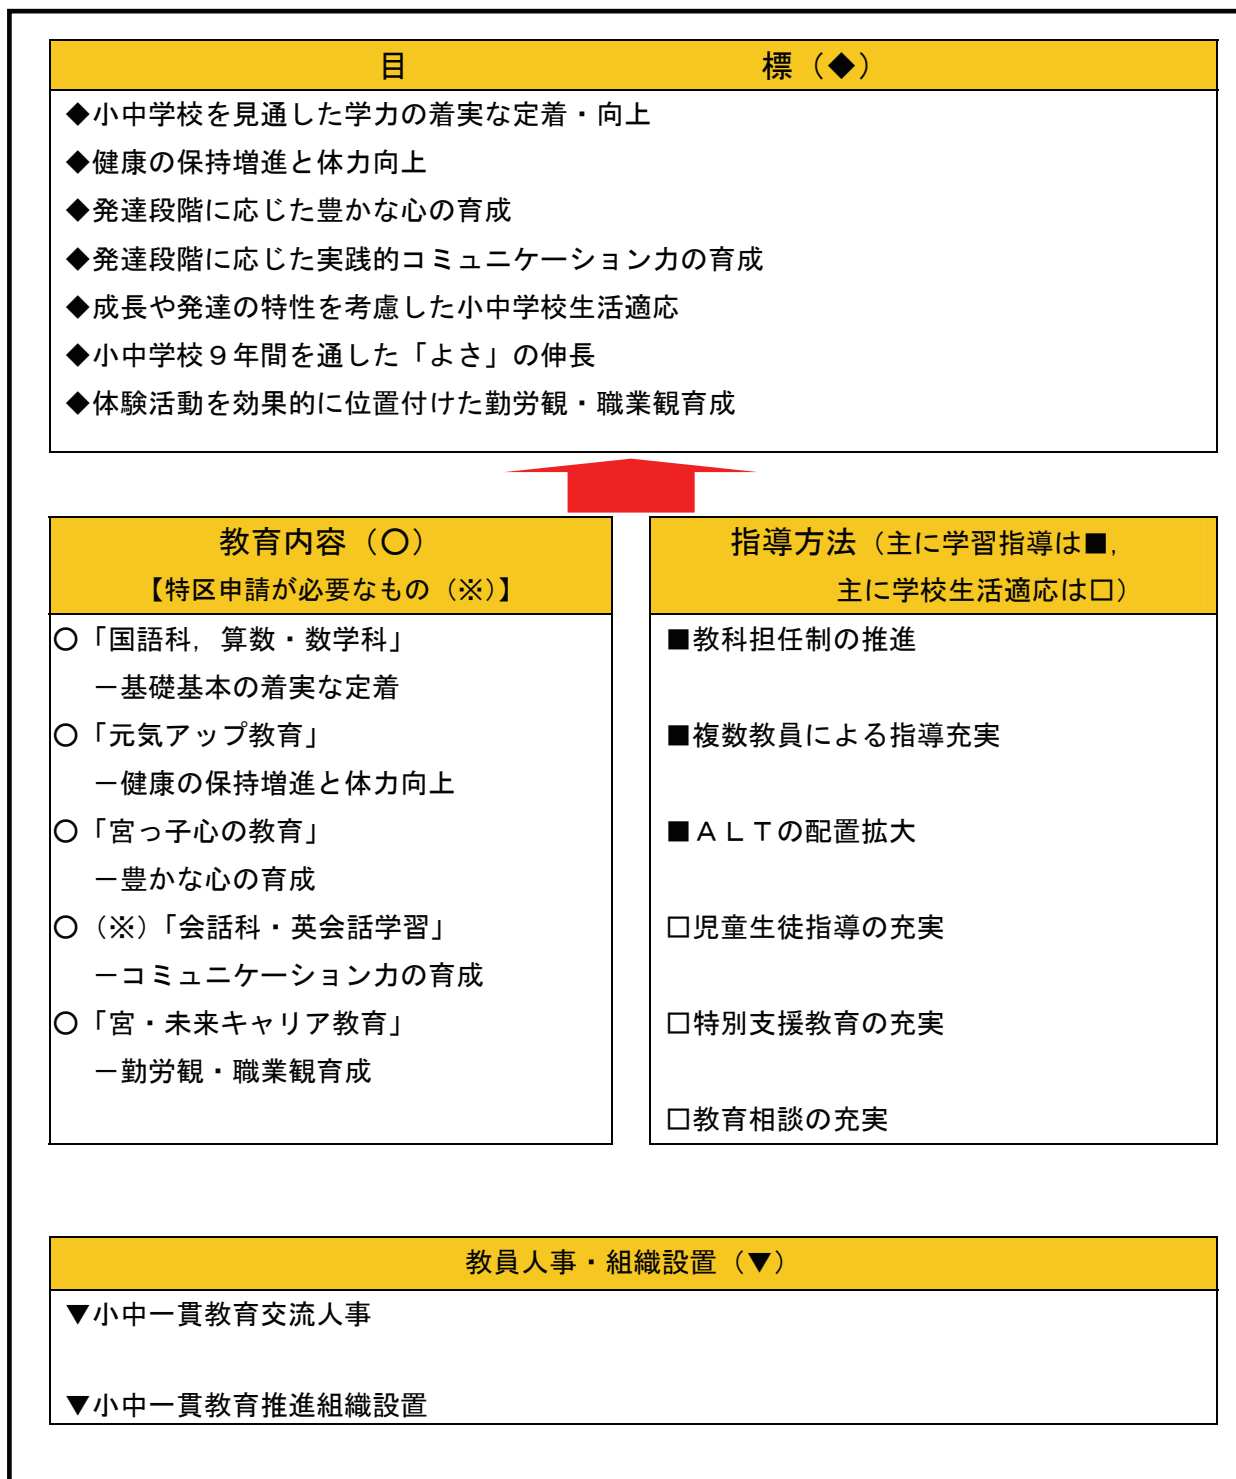 目　標（◆）
◆小中学校を見通した学力の着実な定着・向上
◆健康の保持増進と体力向上
◆発達段階に応じた豊かな心の育成
◆発達段階に応じた実践的コミュニケーション力の育成
◆成長や発達の特性を考慮した小中学校生活適応
◆小中学校９年間を通した「よさ」の伸長
◆体験活動を効果的に位置付けた勤労観・職業観育成
教育内容（〇）
【特区申請が必要なもの（※）】
〇「国語科，算数・数学科」
－基礎基本の着実な定着
〇「元気アップ教育」
－健康の保持増進と体力向上
〇「宮っ子心の教育」
－豊かな心の育成
〇（※）「会話科・英会話学習」
－コミュニケーション力の育成
〇「宮・未来キャリア教育」
－勤労観・職業観育成
指導方法（主に学習指導は■，
主に学校生活適応は□）
■教科担任制の推進
■複数教員による指導充実
■ＡＬＴの配置拡大
□児童生徒指導の充実
□特別支援教育の充実
□教育相談の充実
教員人事・組織設置（▼）
▼小中一貫教育交流人事
▼小中一貫教育推進組織設置